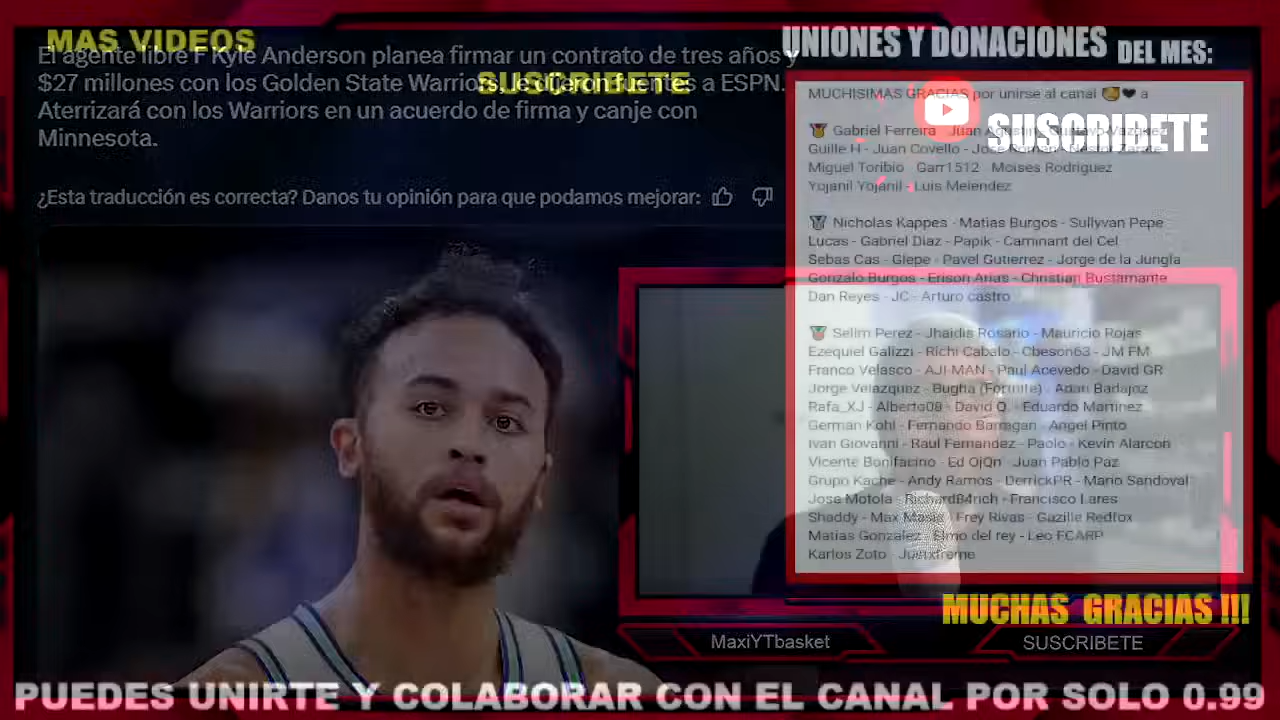 MAS VIDEOS
El agente libre F Kyle Anderson planea firmar un contrato de tres años y
$27 millones con los Golden State Warriors, le dijeron fuentes a ESPN.
SUSCRIBETE
Aterrizará con los Warriors en un acuerdo de firma y canje con
Minnesota.
¿Esta traducción es correcta? Danos tu opinión para que podamos mejorar:
UNIONES Y DONACIONES DEL MES:
MUCHISIMAS GRACIAS por unirse al canal a
SUSCRIBETE
Gabriel Ferreira - Juan Agustin - Gustavo Vazquez
Guille H - Juan Covello - Jose Roman - Nestor Zarate
Miguel Toribio Garr1512 Moises Rodriguez
Yojanil Yojanil - Luis Melendez
Nicholas Kappes - Matias Burgos - Sullyvan Pepe
Lucas - Gabriel Diaz - Papik - Caminant del Cel
Sebas Cas - Glepe - Pavel Gutierrez - Jorge de la Jungla
Gonzalo Burgos - Erison Arias - Christian Bustamante
Dan Reyes - JC - Arturo castro
Selim Perez - Jhaidis Rosario - Mauricio Rojas
Ezequiel Galizzi - Richi Cabalo - Cbeson63 - JM FM
Franco Velasco - AJI-MAN - Paul Acevedo - David GR
Jorge Velazquez - Bugha (Fortnite) - Adan Badajoz
Rafa_XJ - Alberto08 - David Q. - Eduardo Martinez
German Kohl - Fernando Barragan - Angel Pinto
Ivan Giovanni - Raul Fernandez - Paolo - Kevin Alarcon
Vicente Bonifacino - Ed OjQn Juan Pablo Paz
Grupo Kache - Andy Ramos - DerrickPR - Mario Sandoval
Jose Motola - Richard84rich - Francisco Lares
Shaddy - Max Masia - Frey Rivas - Gazille Redfox
Matias Gonzalez - Elmo del rey - Leo FCARP
Karlos Zoto - Juetxtreme
MUCHAS GRACIAS !!!
MaxiYTbasket
SUSCRIBETE
PUEDES UNIRTE Y COLABORAR CON EL CANAL POR SOLO 0.99